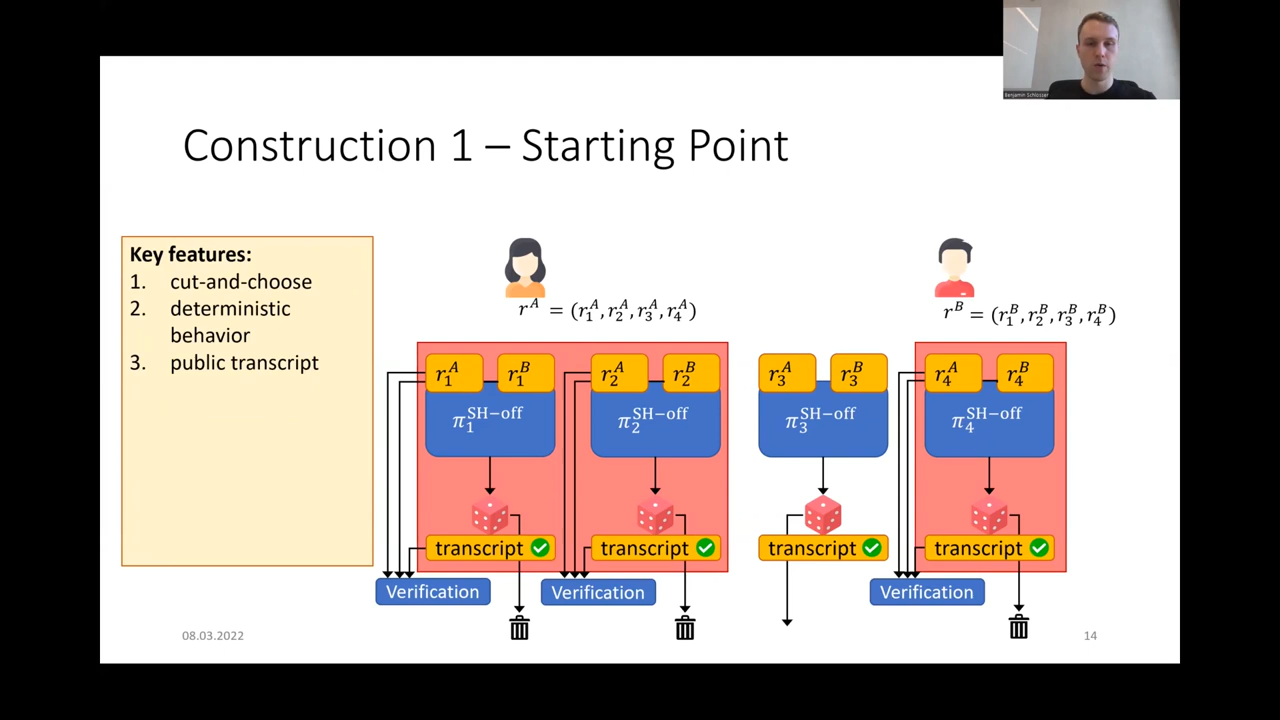 Benjamin Schlosser
Construction 1 – Starting Point
Key features:
1. cut-and-choose
2. deterministic
behavior
3. public transcript
r^A = (r_1^A, r_2^A, r_3^A, r_4^A)
r^B = (r_1^B, r_2^B, r_3^B, r_4^B)
r_1^A r_1^B r_2^A r_2^B r_3^A r_3^B r_4^A r_4^B
π_1^SH−off π_2^SH−off π_3^SH−off π_4^SH−off
transcript transcript transcript transcript
Verification Verification Verification
08.03.2022 14